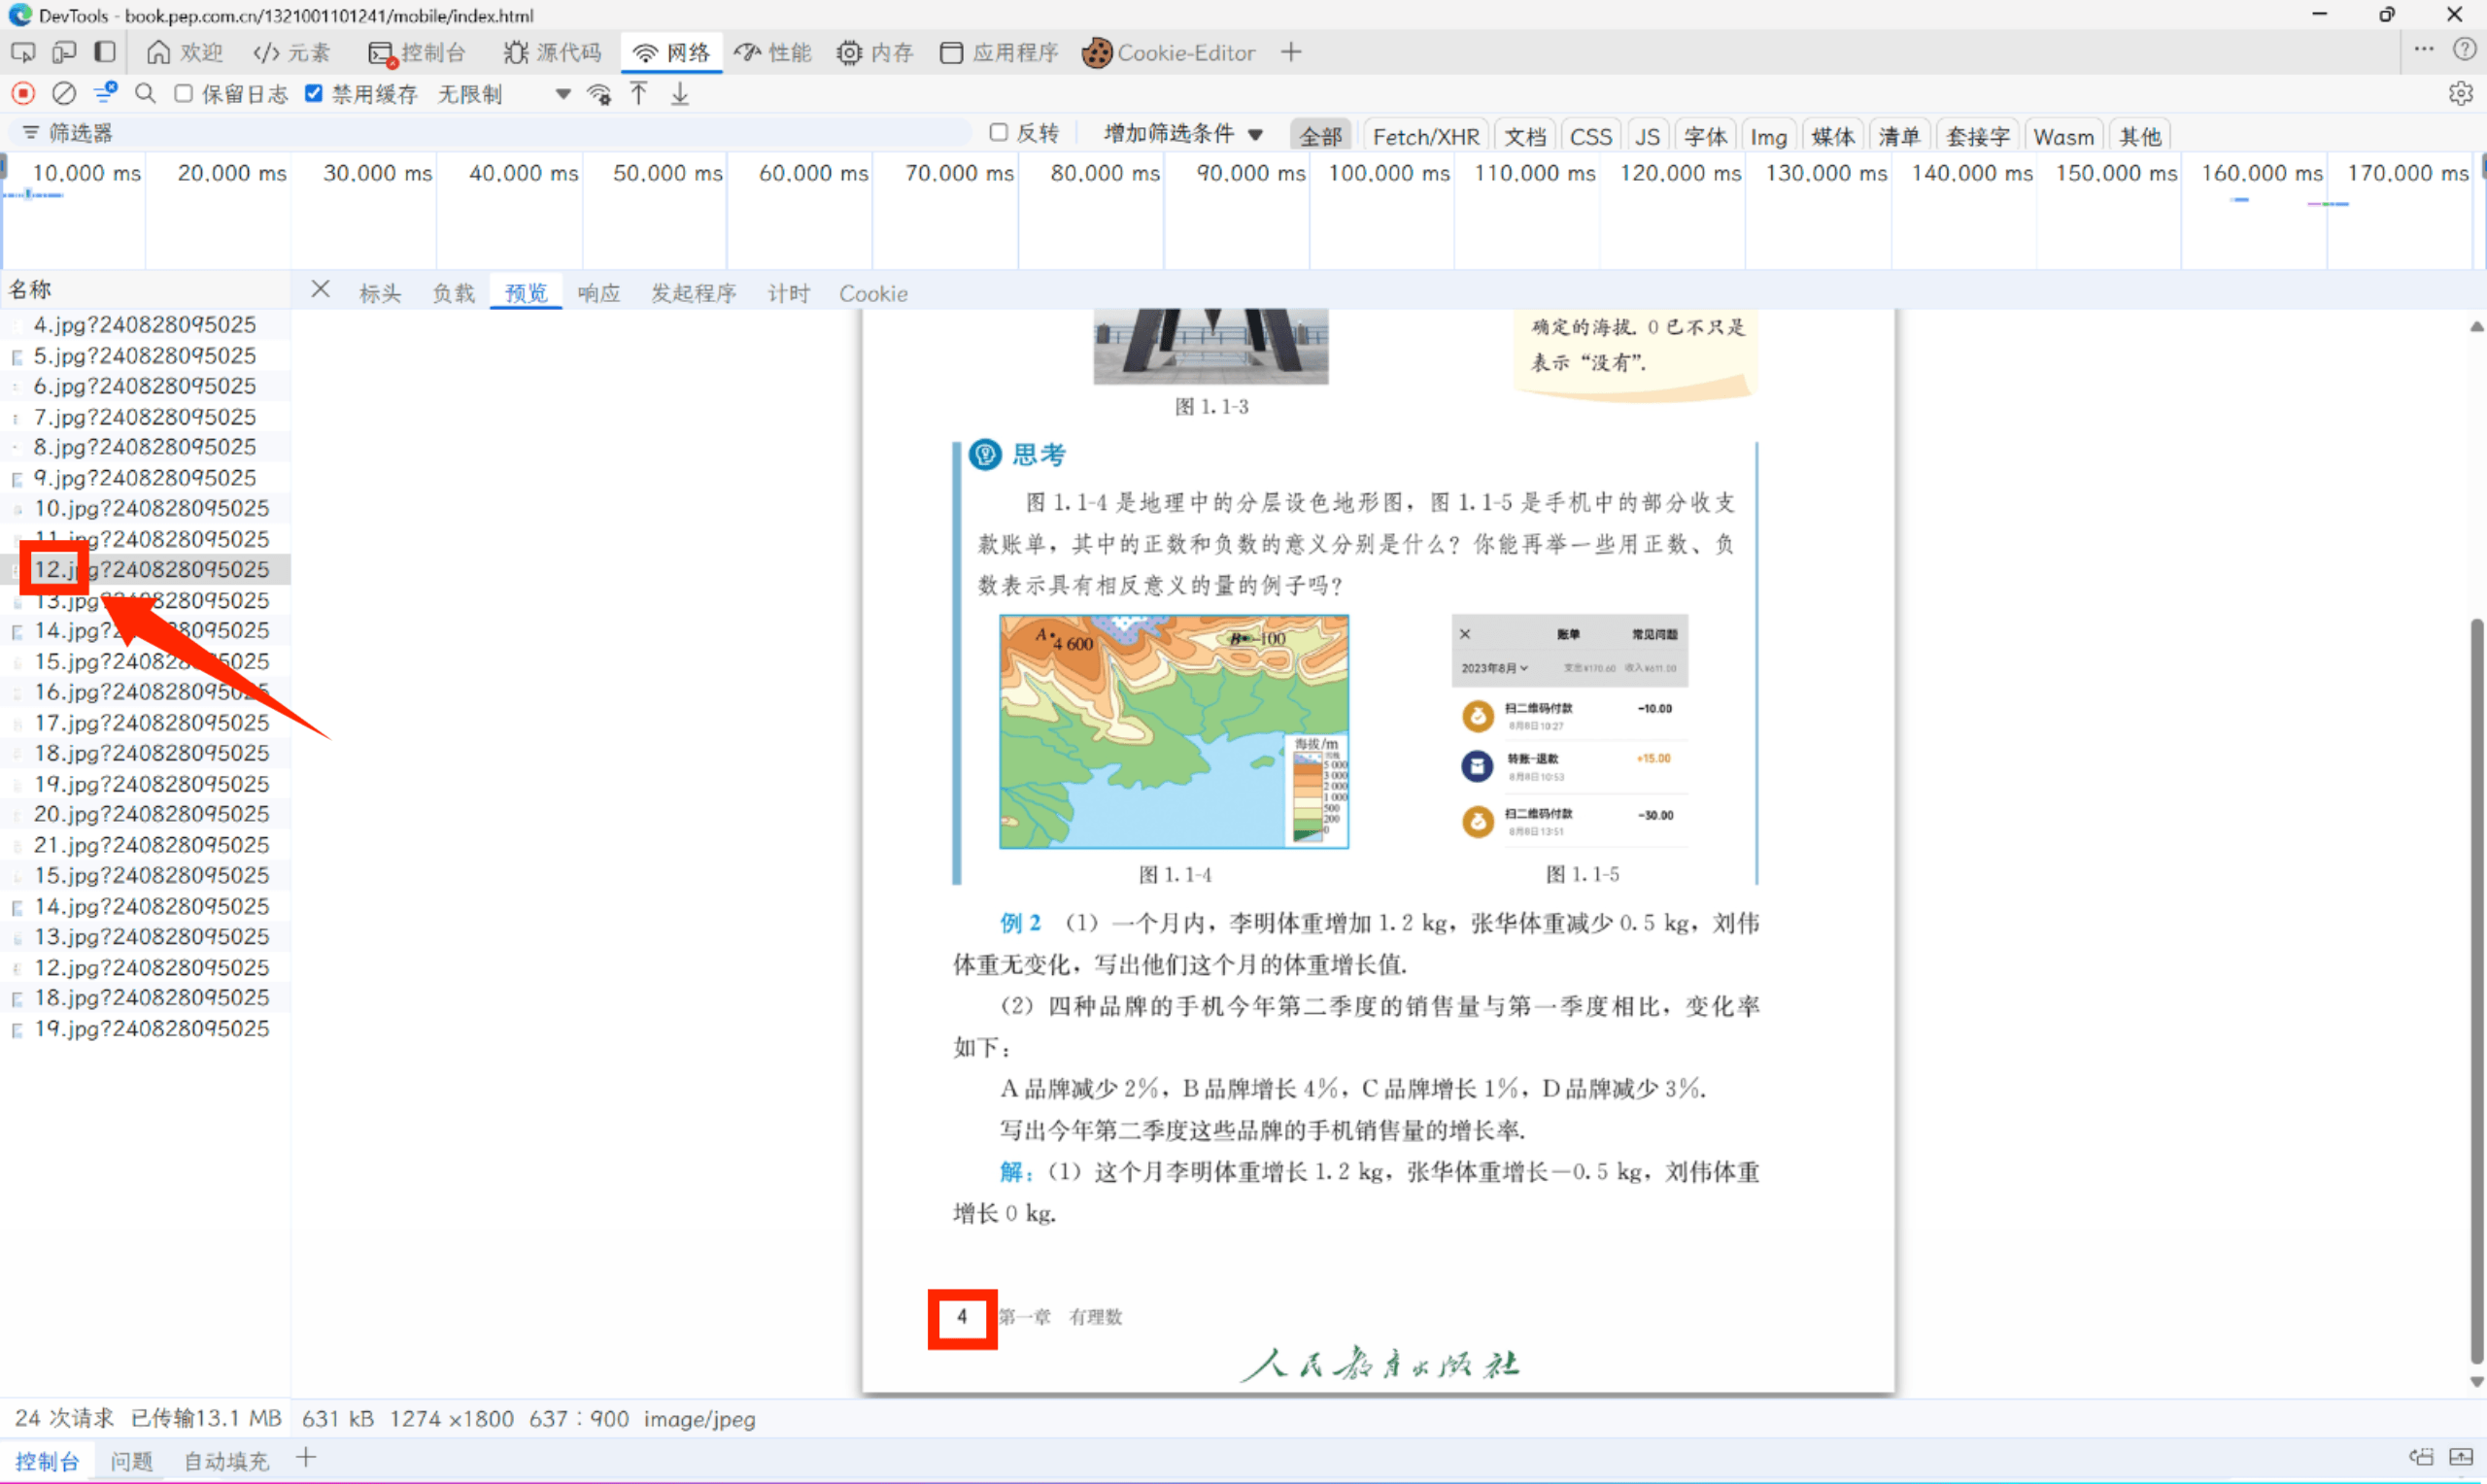 DevTools - book.pep.com.cn/1321001101241/mobile/index.html
欢迎 </> 元素 控制台 源代码 网络 性能 内存 应用程序 Cookie-Editor
保留日志 禁用缓存 无限制
筛选器 反转 增加筛选条件 全部 Fetch/XHR 文档 CSS JS 字体 Img 媒体 清单 套接字 Wasm 其他
10,000 ms 20,000 ms 30,000 ms 40,000 ms 50,000 ms 60,000 ms 70,000 ms 80,000 ms 90,000 ms 100,000 ms 110,000 ms 120,000 ms 130,000 ms 140,000 ms 150,000 ms 160,000 ms 170,000 ms
名称
标头 负载 预览 响应 发起程序 计时 Cookie
4.jpg?240828095025
5.jpg?240828095025
6.jpg?240828095025
7.jpg?240828095025
8.jpg?240828095025
9.jpg?240828095025
10.jpg?240828095025
11.jpg?240828095025
12.jpg?240828095025
13.jpg?240828095025
14.jpg?240828095025
15.jpg?240828095025
16.jpg?240828095025
17.jpg?240828095025
18.jpg?240828095025
19.jpg?240828095025
20.jpg?240828095025
21.jpg?240828095025
15.jpg?240828095025
14.jpg?240828095025
13.jpg?240828095025
12.jpg?240828095025
18.jpg?240828095025
19.jpg?240828095025
确定的海拔. 0 已不只是
表示“没有”.
图 1.1-3
思考
图 1.1-4 是地理中的分层设色地形图，图 1.1-5 是手机中的部分收支
款账单，其中的正数和负数的意义分别是什么？你能再举一些用正数、负
数表示具有相反意义的量的例子吗？
A 4 600
B -100
海拔/m
5 000
3 000
2 000
1 000
500
200
0
图 1.1-4
账单 常见问题
2023年8月 支出¥170.60 收入¥611.00
扫二维码付款 -10.00
8月8日 10:27
转账-退款 +15.00
8月8日 10:53
扫二维码付款 -30.00
8月8日 13:51
图 1.1-5
例 2 （1）一个月内，李明体重增加 1.2 kg，张华体重减少 0.5 kg，刘伟
体重无变化，写出他们这个月的体重增长值.
（2）四种品牌的手机今年第二季度的销售量与第一季度相比，变化率
如下：
A 品牌减少 2%，B 品牌增长 4%，C 品牌增长 1%，D 品牌减少 3%.
写出今年第二季度这些品牌的手机销售量的增长率.
解：（1）这个月李明体重增长 1.2 kg，张华体重增长－0.5 kg，刘伟体重
增长 0 kg.
4 第一章 有理数
人民教育出版社
24 次请求 已传输13.1 MB 631 kB 1274 ×1800 637 : 900 image/jpeg
控制台 问题 自动填充